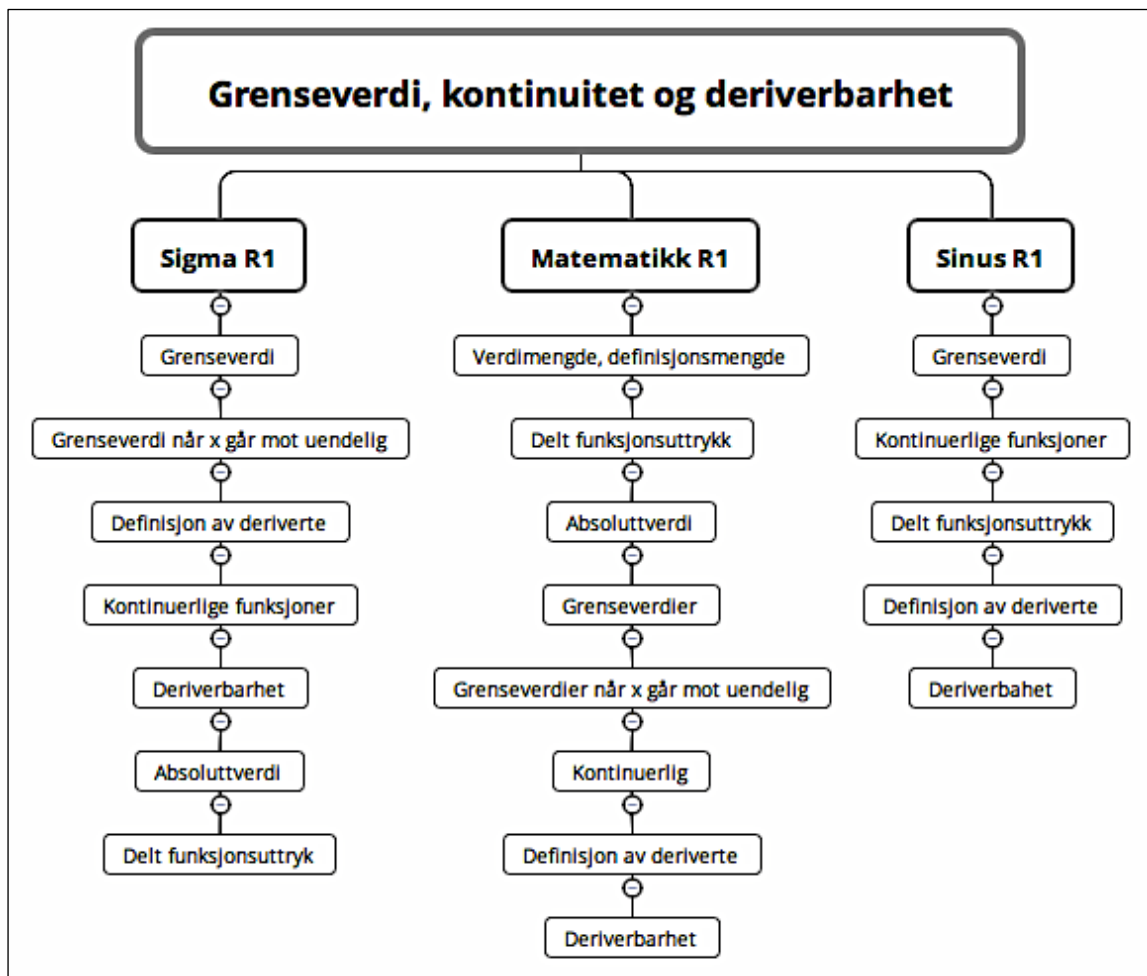 Grenseverdi, kontinuitet og deriverbarhet
Sigma R1
Grenseverdi
Grenseverdi når x går mot uendelig
Definisjon av deriverte
Kontinuerlige funksjoner
Deriverbarhet
Absoluttverdi
Delt funksjonsuttryk
Matematikk R1
Verdimengde, definisjonsmengde
Delt funksjonsuttrykk
Absoluttverdi
Grenseverdier
Grenseverdier når x går mot uendelig
Kontinuerlig
Definisjon av deriverte
Deriverbarhet
Sinus R1
Grenseverdi
Kontinuerlige funksjoner
Delt funksjonsuttrykk
Definisjon av deriverte
Deriverbahet